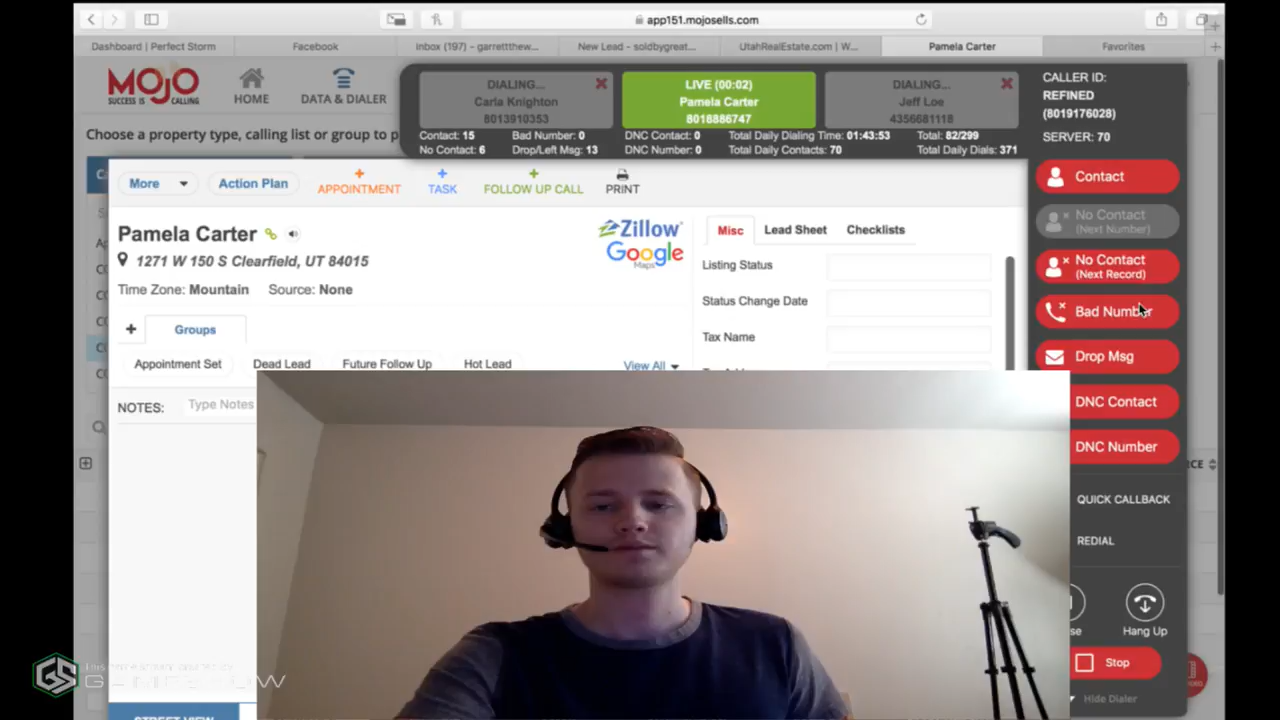 app151.mojosells.com
Dashboard | Perfect Storm
Facebook
Inbox (197) - garrettthew...
New Lead - soldbygreat...
UtahRealEstate.com | W...
Pamela Carter
Favorites
MOJO
SUCCESS IS CALLING
HOME
DATA & DIALER
DIALING...
Carla Knighton
8013910353
LIVE (00:02)
Pamela Carter
8018886747
DIALING...
Jeff Loe
4356681118
Contact: 15
Bad Number: 0
DNC Contact: 0
Total Daily Dialing Time: 01:43:53
Total: 82/299
No Contact: 6
Drop/Left Msg: 13
DNC Number: 0
Total Daily Contacts: 70
Total Daily Dials: 371
CALLER ID:
REFINED
(8019176028)
SERVER: 70
Choose a property type, calling list or group to
More
Action Plan
APPOINTMENT
TASK
FOLLOW UP CALL
PRINT
Pamela Carter
1271 W 150 S Clearfield, UT 84015
Time Zone: Mountain
Source: None
Zillow
Google
Maps
Groups
Appointment Set
Dead Lead
Future Follow Up
Hot Lead
View All
NOTES:
Type Notes
Misc
Lead Sheet
Checklists
Listing Status
Status Change Date
Tax Name
Contact
No Contact
(Next Number)
No Contact
(Next Record)
Bad Number
Drop Msg
DNC Contact
DNC Number
QUICK CALLBACK
REDIAL
Hang Up
Stop
Hide Dialer
STREET VIEW
GS